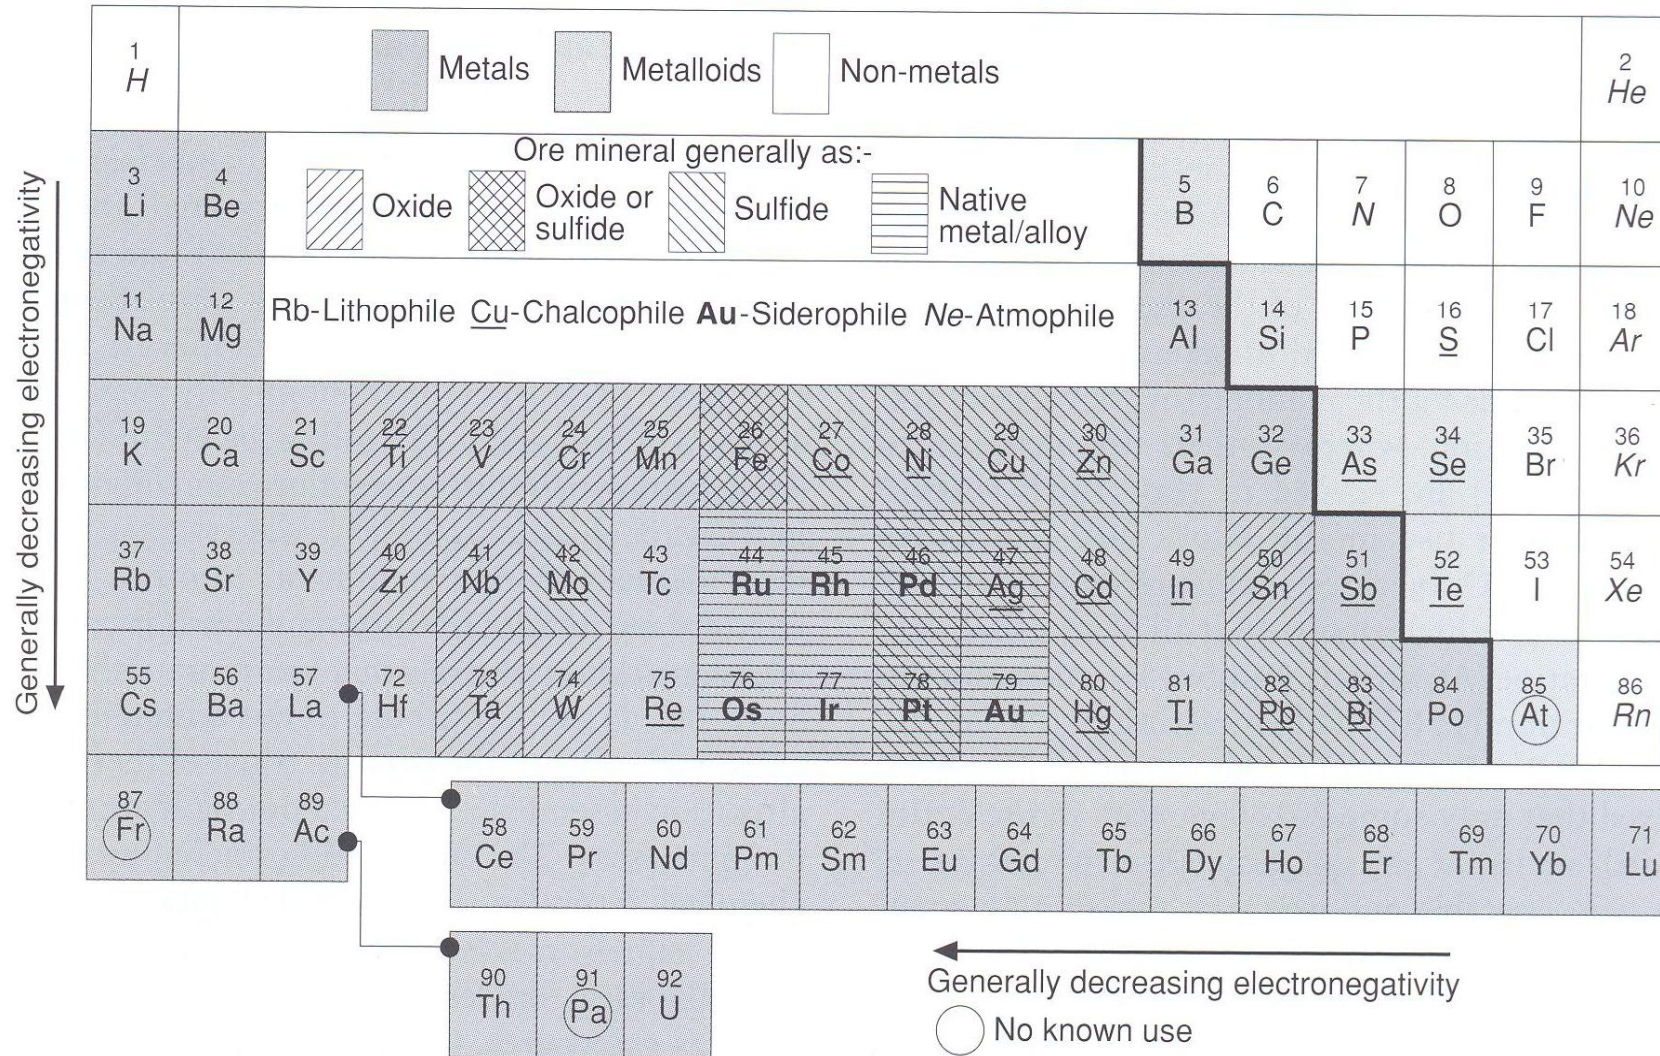 1
H
Metals
Metalloids
Non-metals
2
He
3
Li
4
Be
Ore mineral generally as:-
Oxide
Oxide or
sulfide
Sulfide
Native
metal/alloy
5
B
6
C
7
N
8
O
9
F
10
Ne
11
Na
12
Mg
Rb-Lithophile Cu-Chalcophile Au-Siderophile Ne-Atmophile
13
Al
14
Si
15
P
16
S
17
Cl
18
Ar
19
K
20
Ca
21
Sc
22
Ti
23
V
24
Cr
25
Mn
26
Fe
27
Co
28
Ni
29
Cu
30
Zn
31
Ga
32
Ge
33
As
34
Se
35
Br
36
Kr
37
Rb
38
Sr
39
Y
40
Zr
41
Nb
42
Mo
43
Tc
44
Ru
45
Rh
46
Pd
47
Ag
48
Cd
49
In
50
Sn
51
Sb
52
Te
53
I
54
Xe
55
Cs
56
Ba
57
La
72
Hf
73
Ta
74
W
75
Re
76
Os
77
Ir
78
Pt
79
Au
80
Hg
81
Tl
82
Pb
83
Bi
84
Po
85
At
86
Rn
87
Fr
88
Ra
89
Ac
58
Ce
59
Pr
60
Nd
61
Pm
62
Sm
63
Eu
64
Gd
65
Tb
66
Dy
67
Ho
68
Er
69
Tm
70
Yb
71
Lu
90
Th
91
Pa
92
U
Generally decreasing electronegativity
Generally decreasing electronegativity
No known use